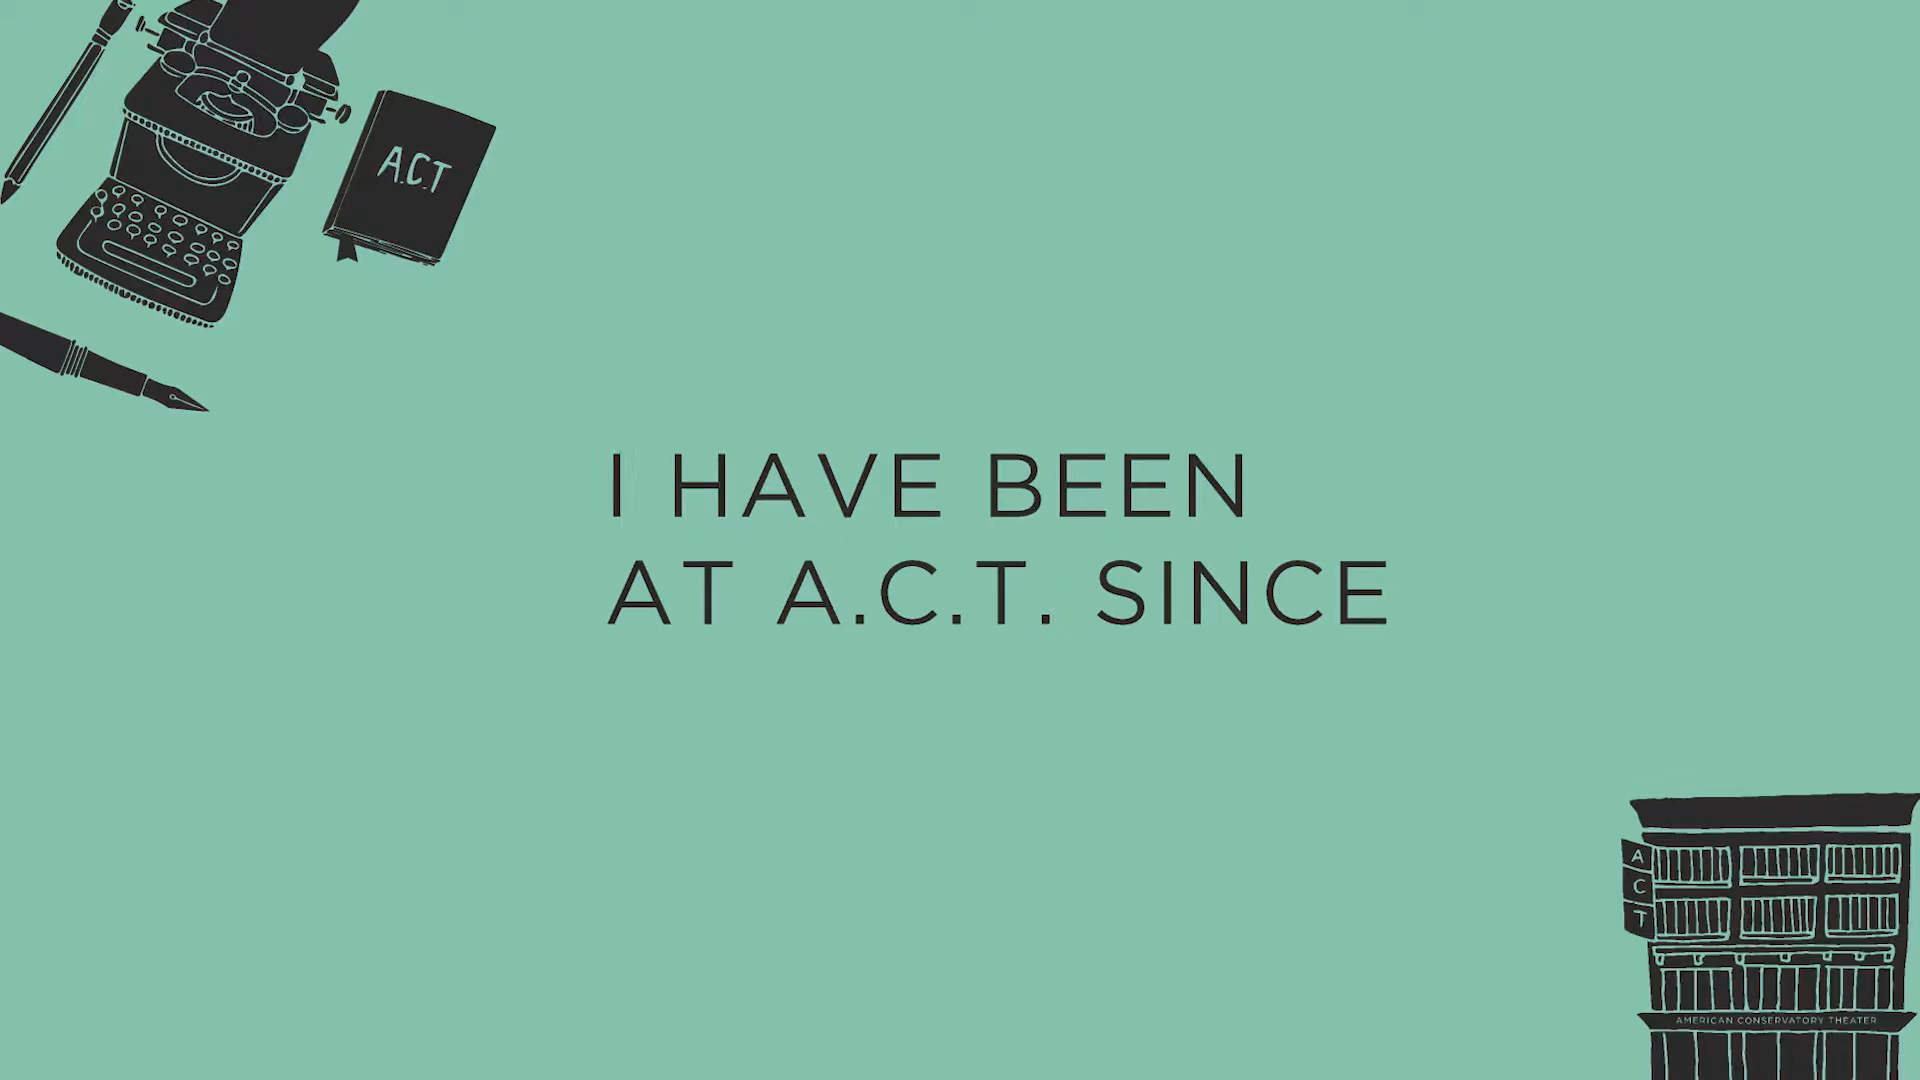 A.C.T
I HAVE BEEN
AT A.C.T. SINCE
A
C
T
AMERICAN CONSERVATORY THEATER